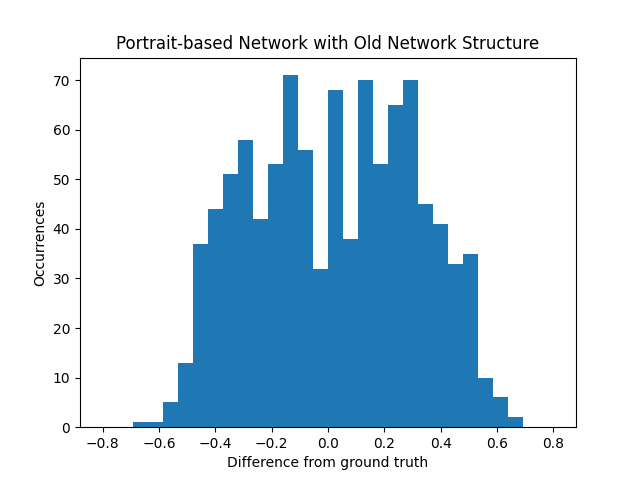 Portrait-based Network with Old Network Structure
70
60
50
40
30
20
10
0
Occurrences
−0.8 −0.6 −0.4 −0.2 0.0 0.2 0.4 0.6 0.8
Difference from ground truth